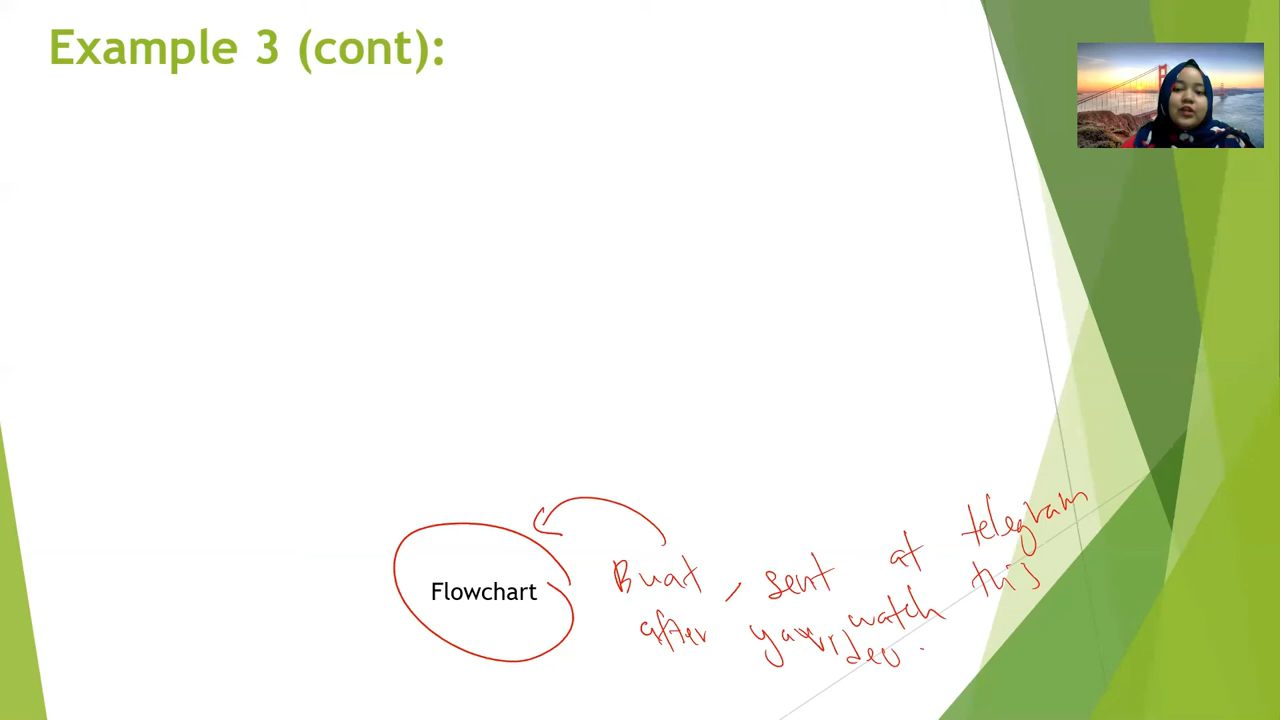 Example 3 (cont):
Flowchart
Buat, sent at telegram
after you watch this
video.